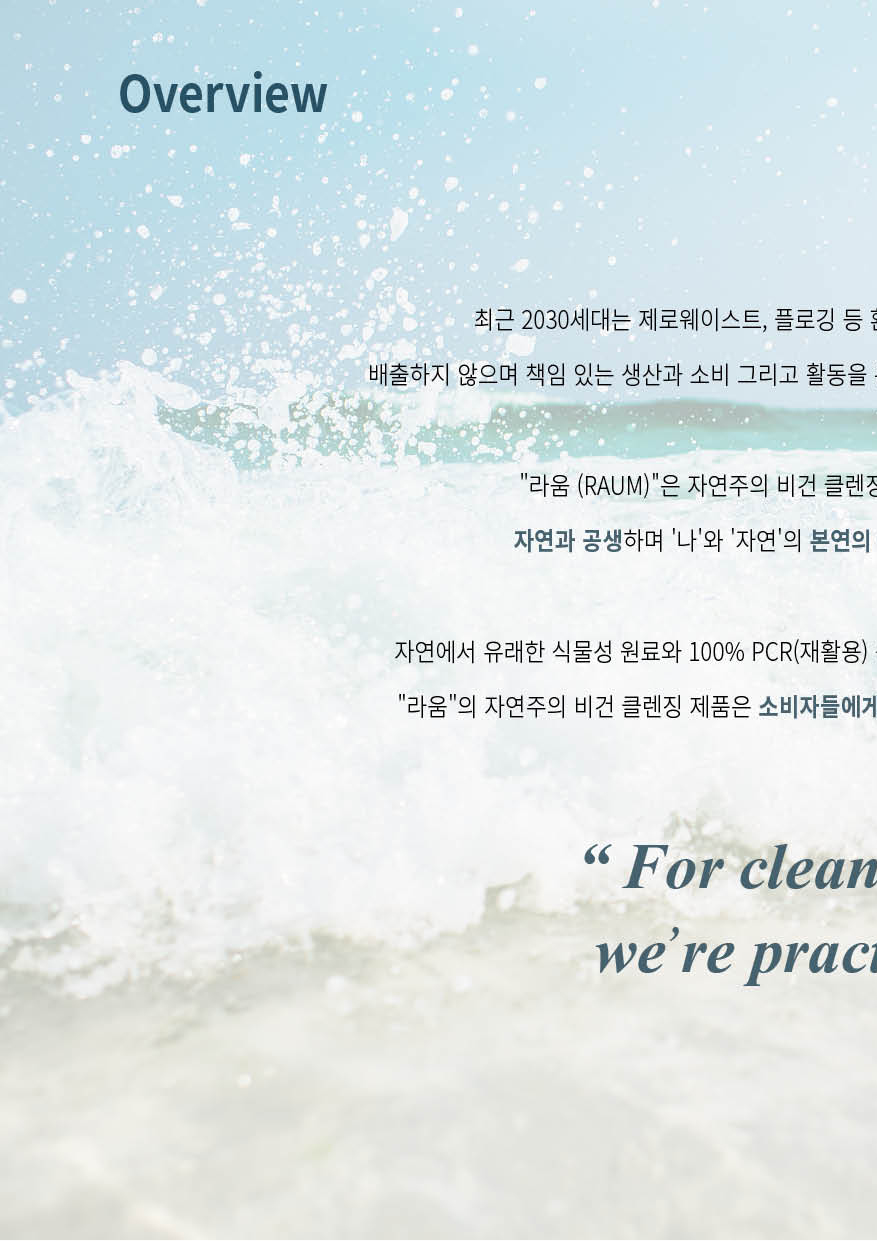 Overview
최근 2030세대는 제로웨이스트, 플로깅 등
배출하지 않으며 책임 있는 생산과 소비 그리고 활동을
"라움 (RAUM)"은 자연주의 비건 클렌징
자연과 공생하며 '나'와 '자연'의 본연의
자연에서 유래한 식물성 원료와 100% PCR(재활용)
"라움"의 자연주의 비건 클렌징 제품은 소비자들에게
“ For clean
we’re pract